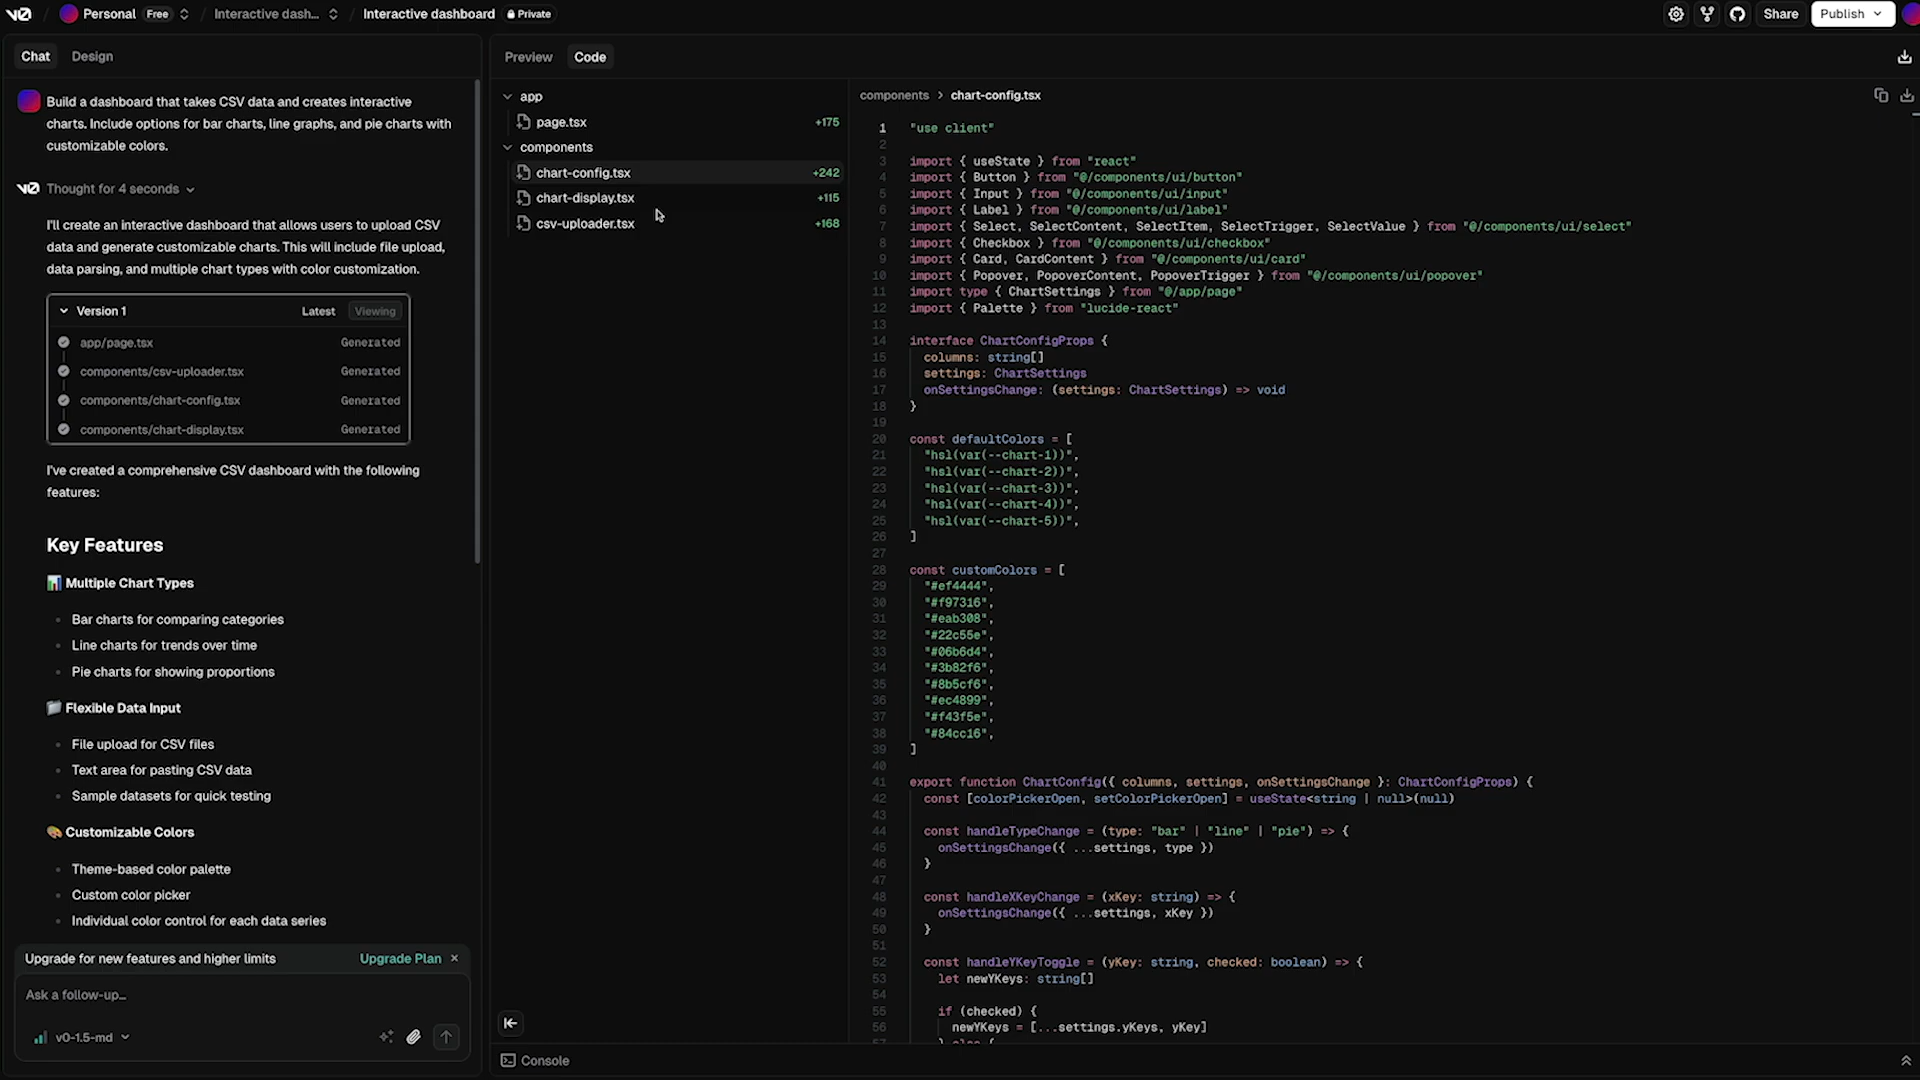 v0 / Personal Free / Interactive dash... / Interactive dashboard Private Share Publish
Chat Design
Preview Code
Build a dashboard that takes CSV data and creates interactive
charts. Include options for bar charts, line graphs, and pie charts with
customizable colors.
v0 Thought for 4 seconds
I'll create an interactive dashboard that allows users to upload CSV
data and generate customizable charts. This will include file upload,
data parsing, and multiple chart types with color customization.
Version 1 Latest Viewing
app/page.tsx Generated
components/csv-uploader.tsx Generated
components/chart-config.tsx Generated
components/chart-display.tsx Generated
I've created a comprehensive CSV dashboard with the following
features:
Key Features
📊 Multiple Chart Types
Bar charts for comparing categories
Line charts for trends over time
Pie charts for showing proportions
📁 Flexible Data Input
File upload for CSV files
Text area for pasting CSV data
Sample datasets for quick testing
🎨 Customizable Colors
Theme-based color palette
Custom color picker
Individual color control for each data series
Upgrade for new features and higher limits Upgrade Plan ×
Ask a follow-up...
v0-1.5-md
app
page.tsx +175
components
chart-config.tsx +242
chart-display.tsx +115
csv-uploader.tsx +168
components > chart-config.tsx
1 "use client"
2
3 import { useState } from "react"
4 import { Button } from "@/components/ui/button"
5 import { Input } from "@/components/ui/input"
6 import { Label } from "@/components/ui/label"
7 import { Select, SelectContent, SelectItem, SelectTrigger, SelectValue } from "@/components/ui/select"
8 import { Checkbox } from "@/components/ui/checkbox"
9 import { Card, CardContent } from "@/components/ui/card"
10 import { Popover, PopoverContent, PopoverTrigger } from "@/components/ui/popover"
11 import type { ChartSettings } from "@/app/page"
12 import { Palette } from "lucide-react"
13
14 interface ChartConfigProps {
15 columns: string[]
16 settings: ChartSettings
17 onSettingsChange: (settings: ChartSettings) => void
18 }
19
20 const defaultColors = [
21 "hsl(var(--chart-1))",
22 "hsl(var(--chart-2))",
23 "hsl(var(--chart-3))",
24 "hsl(var(--chart-4))",
25 "hsl(var(--chart-5))",
26 ]
27
28 const customColors = [
29 "#ef4444",
30 "#f97316",
31 "#eab308",
32 "#22c55e",
33 "#06b6d4",
34 "#3b82f6",
35 "#8b5cf6",
36 "#ec4899",
37 "#f43f5e",
38 "#84cc16",
39 ]
40
41 export function ChartConfig({ columns, settings, onSettingsChange }: ChartConfigProps) {
42 const [colorPickerOpen, setColorPickerOpen] = useState<string | null>(null)
43
44 const handleTypeChange = (type: "bar" | "line" | "pie") => {
45 onSettingsChange({ ...settings, type })
46 }
47
48 const handleXKeyChange = (xKey: string) => {
49 onSettingsChange({ ...settings, xKey })
50 }
51
52 const handleYKeyToggle = (yKey: string, checked: boolean) => {
53 let newYKeys: string[]
54
55 if (checked) {
56 newYKeys = [...settings.yKeys, yKey]
57 } else {
Console